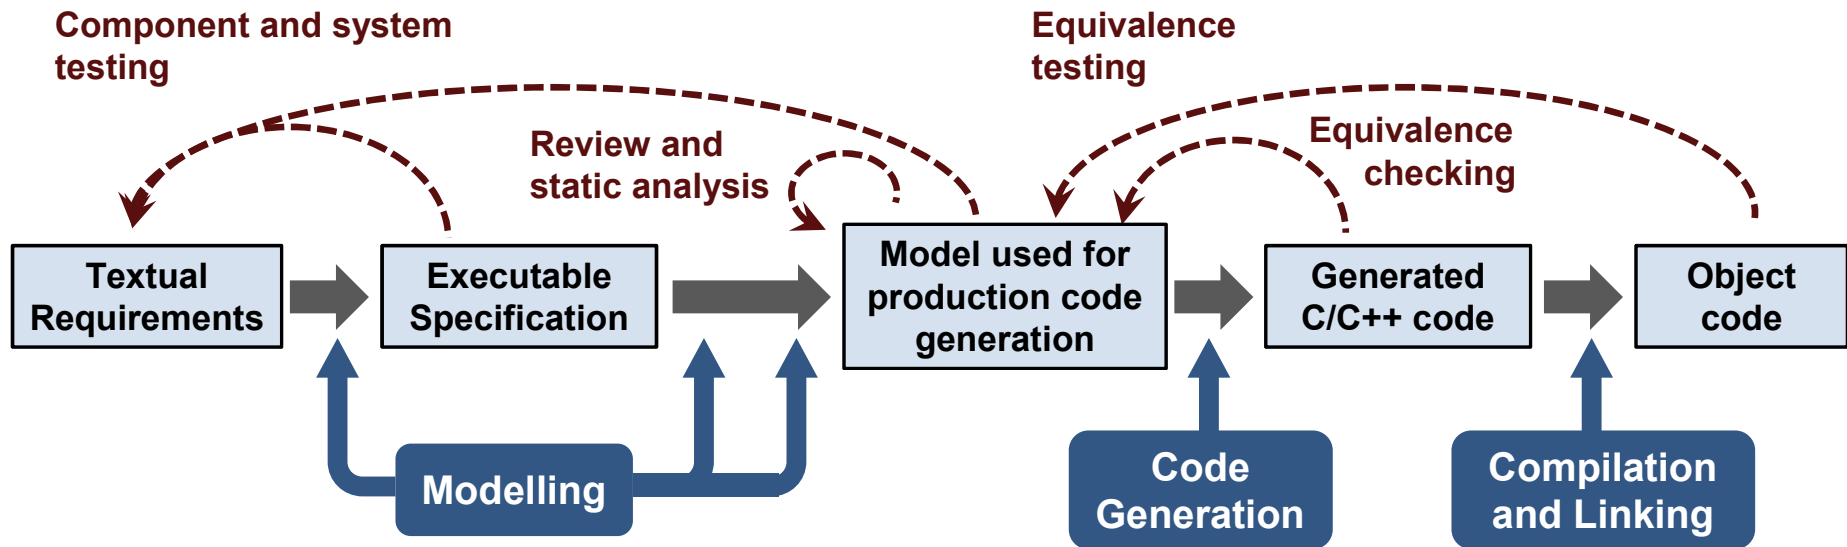 Component and system
testing
Equivalence
testing
Review and
static analysis
Equivalence
checking
Textual
Requirements
Executable
Specification
Model used for
production code
generation
Generated
C/C++ code
Object
code
Modelling
Code
Generation
Compilation
and Linking